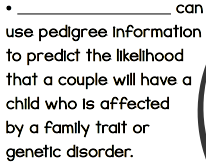 • ____________________ can
use pedigree information
to predict the likelihood
that a couple will have a
child who is affected
by a family trait or
genetic disorder.